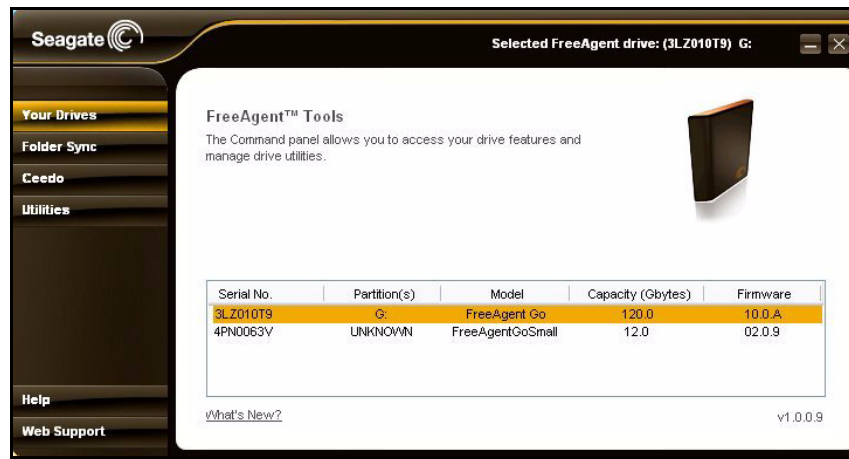 Seagate
Selected FreeAgent drive: (3LZ010T9) G:
Your Drives
Folder Sync
Ceedo
Utilities
FreeAgent™ Tools
The Command panel allows you to access your drive features and
manage drive utilities.
Serial No. Partition(s) Model Capacity (Gbytes) Firmware
3LZ010T9 G: FreeAgent Go 120.0 10.0.A
4PN0063V UNKNOWN FreeAgentGoSmall 12.0 02.0.9
Help
What's New? v1.0.0.9
Web Support